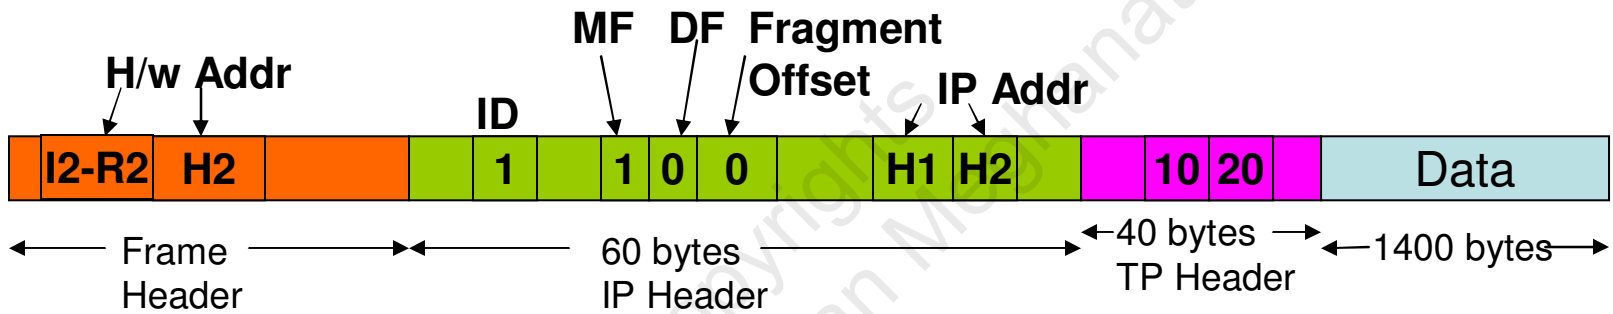 MF DF Fragment
Offset
H/w Addr
ID
IP Addr
I2-R2 H2 1 1 0 0 H1 H2 10 20 Data
Frame
Header
60 bytes
IP Header
40 bytes
TP Header
1400 bytes